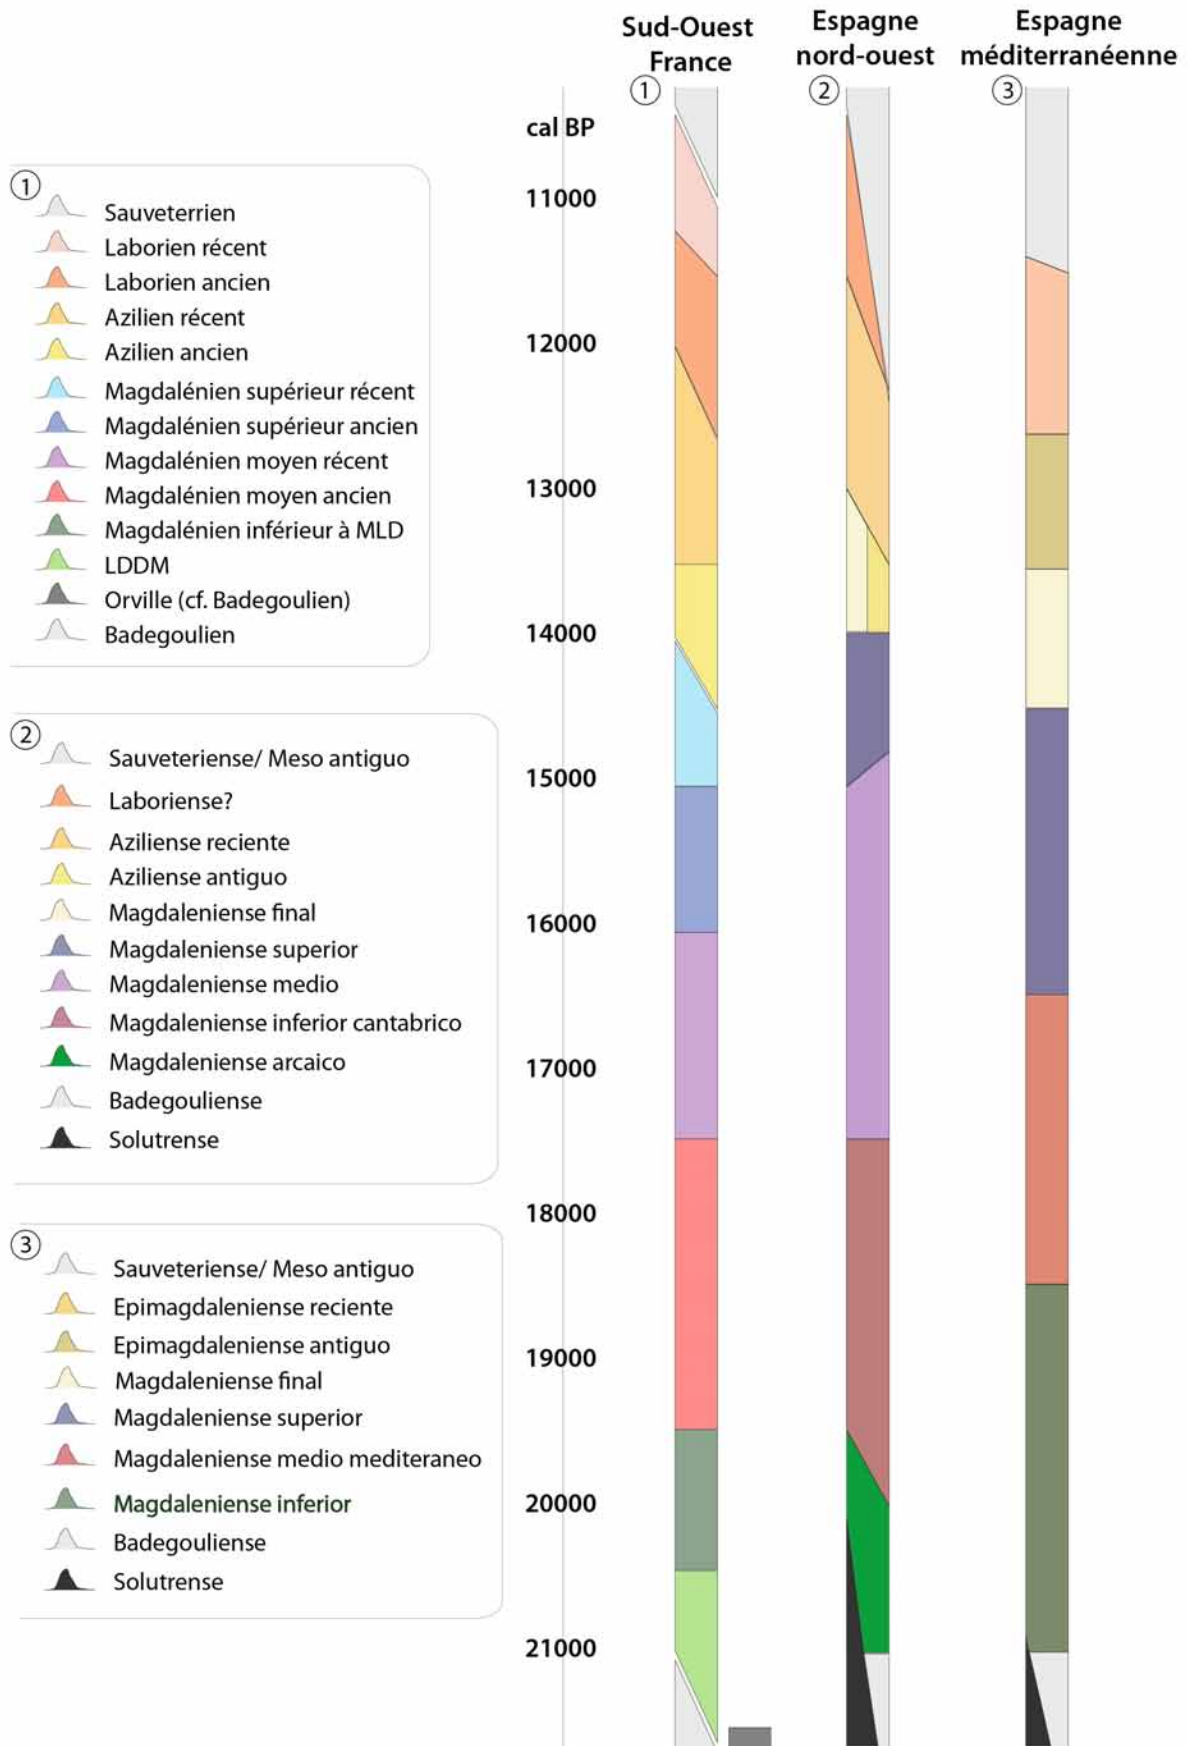 Sud-Ouest
France
Espagne
nord-ouest
Espagne
méditerranéenne
1
2
3
cal BP
11000
12000
13000
14000
15000
16000
17000
18000
19000
20000
21000
1
Sauveterrien
Laborien récent
Laborien ancien
Azilien récent
Azilien ancien
Magdalénien supérieur récent
Magdalénien supérieur ancien
Magdalénien moyen récent
Magdalénien moyen ancien
Magdalénien inférieur à MLD
LDDM
Orville (cf. Badegoulien)
Badegoulien
2
Sauveteriense/ Meso antiguo
Laboriense?
Aziliense reciente
Aziliense antiguo
Magdaleniense final
Magdaleniense superior
Magdaleniense medio
Magdaleniense inferior cantabrico
Magdaleniense arcaico
Badegouliense
Solutrense
3
Sauveteriense/ Meso antiguo
Epimagdaleniense reciente
Epimagdaleniense antiguo
Magdaleniense final
Magdaleniense superior
Magdaleniense medio mediteraneo
Magdaleniense inferior
Badegouliense
Solutrense